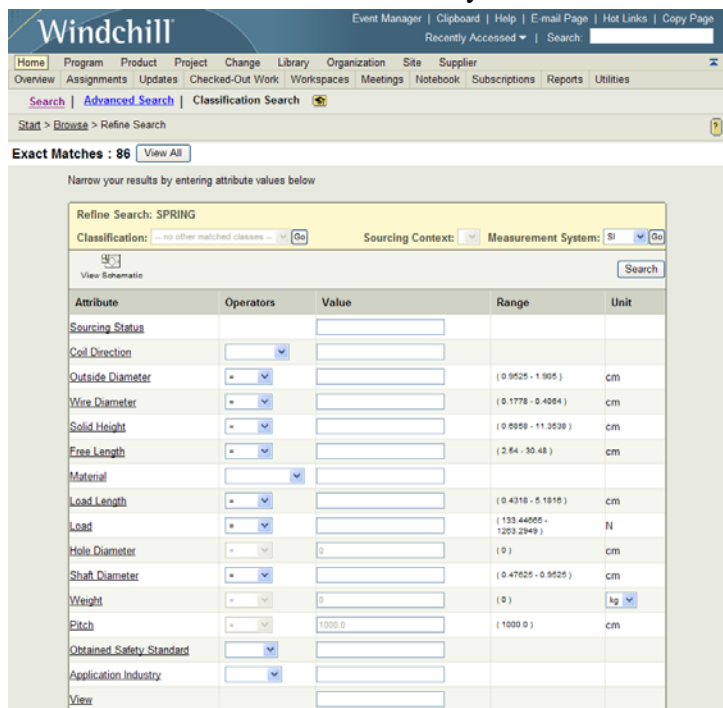 Windchill
Event Manager | Clipboard | Help | E-mail Page | Hot Links | Copy Page
Recently Accessed | Search:
Home Program Product Project Change Library Organization Site Supplier
Overview Assignments Updates Checked-Out Work Workspaces Meetings Notebook Subscriptions Reports Utilities
Search | Advanced Search | Classification Search
Start > Browse > Refine Search
Exact Matches : 86 View All
Narrow your results by entering attribute values below
Refine Search: SPRING
Classification: -- no other matched classes -- Go Sourcing Context: Measurement System: SI Go
View Schematic Search
Attribute Operators Value Range Unit
Sourcing Status
Coil Direction
Outside Diameter = ( 0.9525 - 1.905 ) cm
Wire Diameter = ( 0.1778 - 0.4064 ) cm
Solid Height = ( 0.6858 - 11.3538 ) cm
Free Length = ( 2.54 - 30.48 ) cm
Material
Load Length = ( 0.4318 - 5.1816 ) cm
Load = ( 133.44665 - 1263.2949 ) N
Hole Diameter = 0 ( 0 ) cm
Shaft Diameter = ( 0.47625 - 0.9525 ) cm
Weight = 0 ( 0 ) kg
Pitch = 1000.0 ( 1000.0 ) cm
Obtained Safety Standard
Application Industry
View